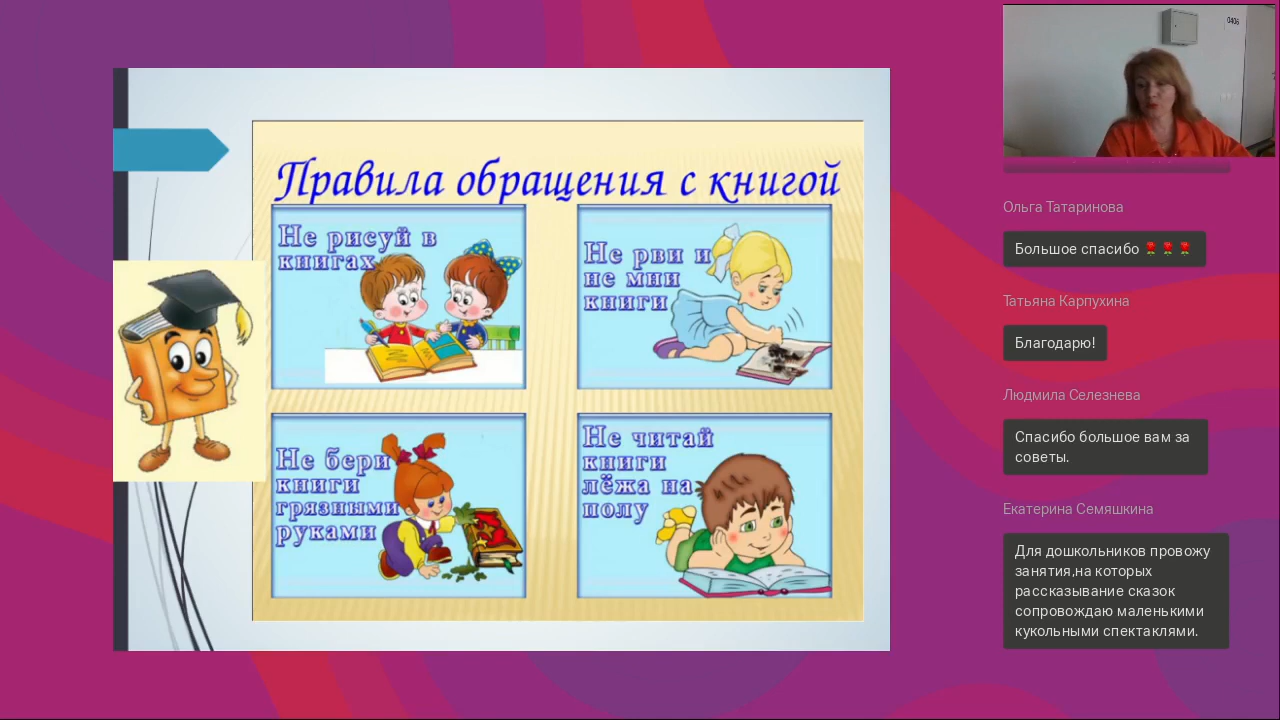 Правила обращения с книгой
Не рисуй в
книгах
Не рви и
не мни
книги
Не бери
книги
грязными
руками
Не читай
книги
лёжа на
полу
0406
Ольга Татаринова
Большое спасибо 🌹🌹🌹
Татьяна Карпухина
Благодарю!
Людмила Селезнева
Спасибо большое вам за
советы.
Екатерина Семяшкина
Для дошкольников провожу
занятия,на которых
рассказывание сказок
сопровождаю маленькими
кукольными спектаклями.